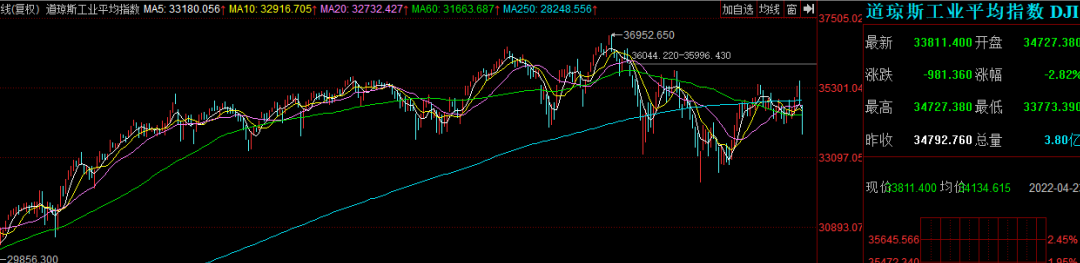 线(复权) 道琼斯工业平均指数 MA5: 33180.056↑ MA10: 32916.705↑ MA20: 32732.427↑ MA60: 31663.687↑ MA250: 28248.556↑
加自选 均线 窗
37505.02
36952.650
36044.220-35996.430
35301.04
33097.05
30893.07
29856.300
道琼斯工业平均指数 DJI
最新 33811.400 开盘 34727.380
涨跌 -981.360 涨幅 -2.82%
最高 34727.380 最低 33773.390
昨收 34792.760 总量 3.80亿
现价 33811.400 均价 34134.615 2022-04-23
35645.566 2.45%
35472.340 1.95%